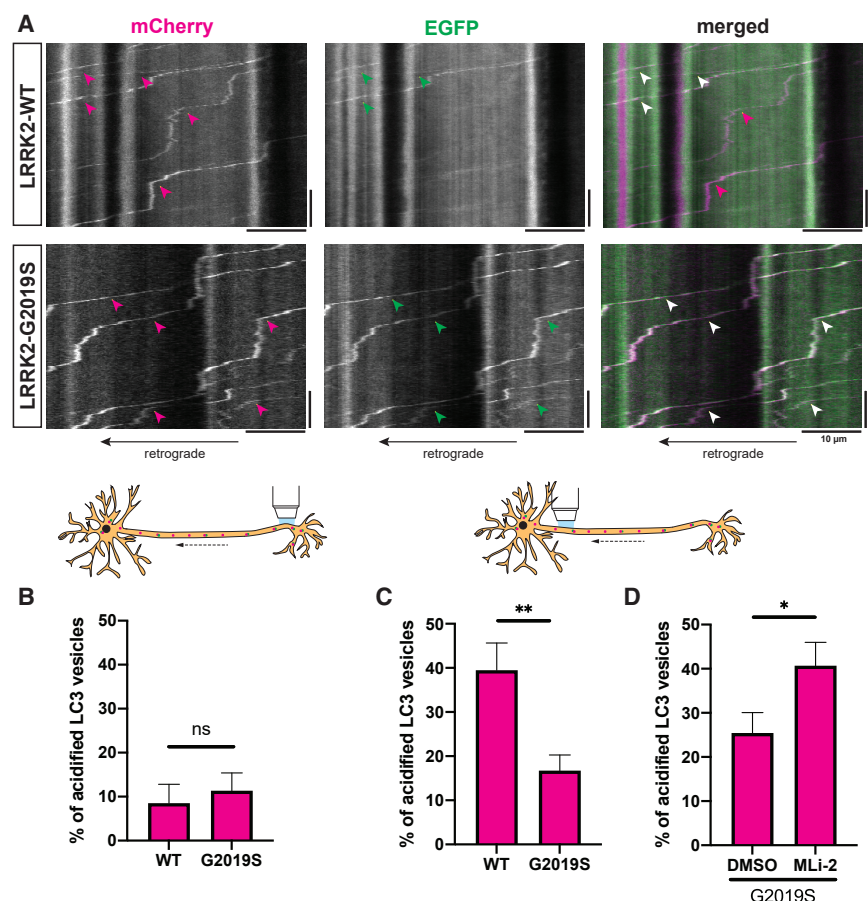 A
mCherry
EGFP
merged
LRRK2-WT
LRRK2-G2019S
retrograde
retrograde
retrograde
10 µm
B
% of acidified LC3 vesicles
50
40
30
20
10
0
ns
WT
G2019S
C
% of acidified LC3 vesicles
50
40
30
20
10
0
**
WT
G2019S
D
% of acidified LC3 vesicles
50
40
30
20
10
0
*
DMSO
MLi-2
G2019S